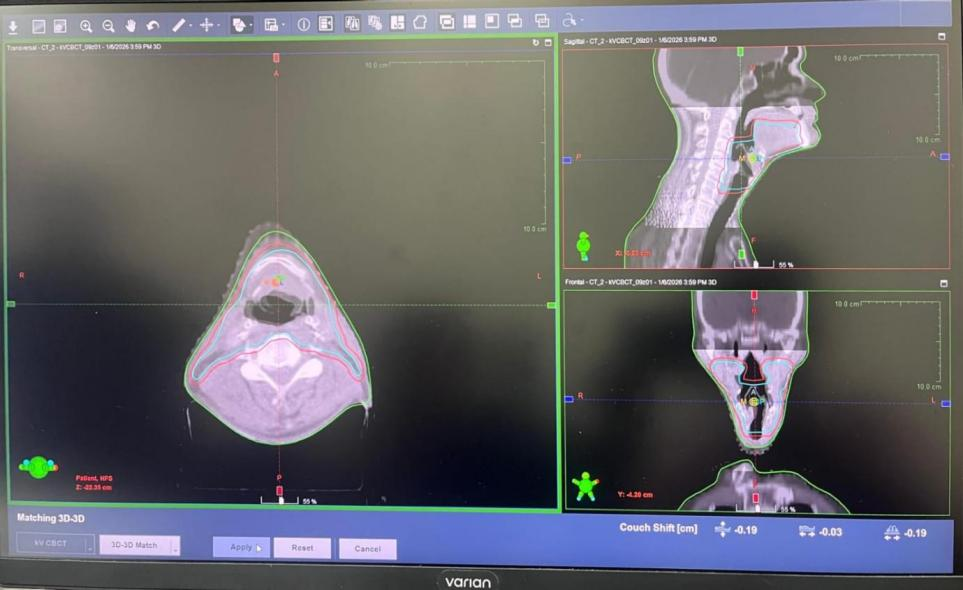 Transversal - CT_2 - kVCBCT_09z01 - 1/6/2026 3:59 PM 3D
10.0 cm
A
10.0 cm
R
L
P
Patient, HFS
Z: -22.35 cm
55 %
Sagittal - CT_2 - kVCBCT_09z01 - 1/6/2026 3:59 PM 3D
10.0 cm
10.0 cm
P
A
M
F
55 %
Frontal - CT_2 - kVCBCT_09z01 - 1/6/2026 3:59 PM 3D
10.0 cm
10.0 cm
R
L
M
Y: -4.20 cm
55 %
Matching 3D-3D
kV CBCT
3D-3D Match
Apply
Reset
Cancel
Couch Shift [cm]
-0.19
-0.03
-0.19
varian